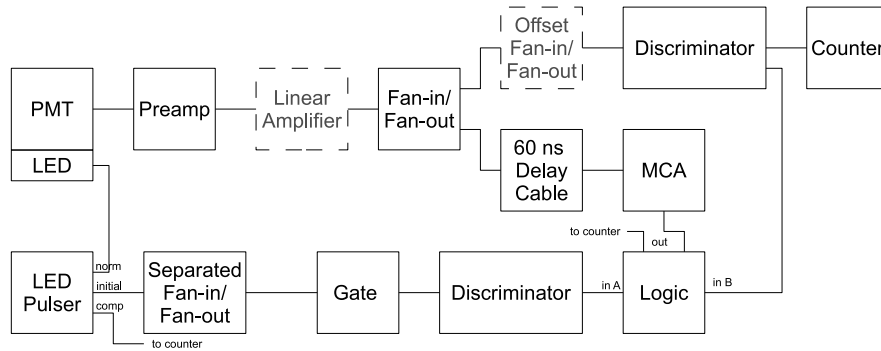 Offset
Fan-in/
Fan-out
Discriminator
Counter
PMT
Preamp
Linear
Amplifier
Fan-in/
Fan-out
LED
60 ns
Delay
Cable
MCA
to counter
out
norm
initial
comp
LED
Pulser
Separated
Fan-in/
Fan-out
Gate
Discriminator
in A
Logic
in B
to counter